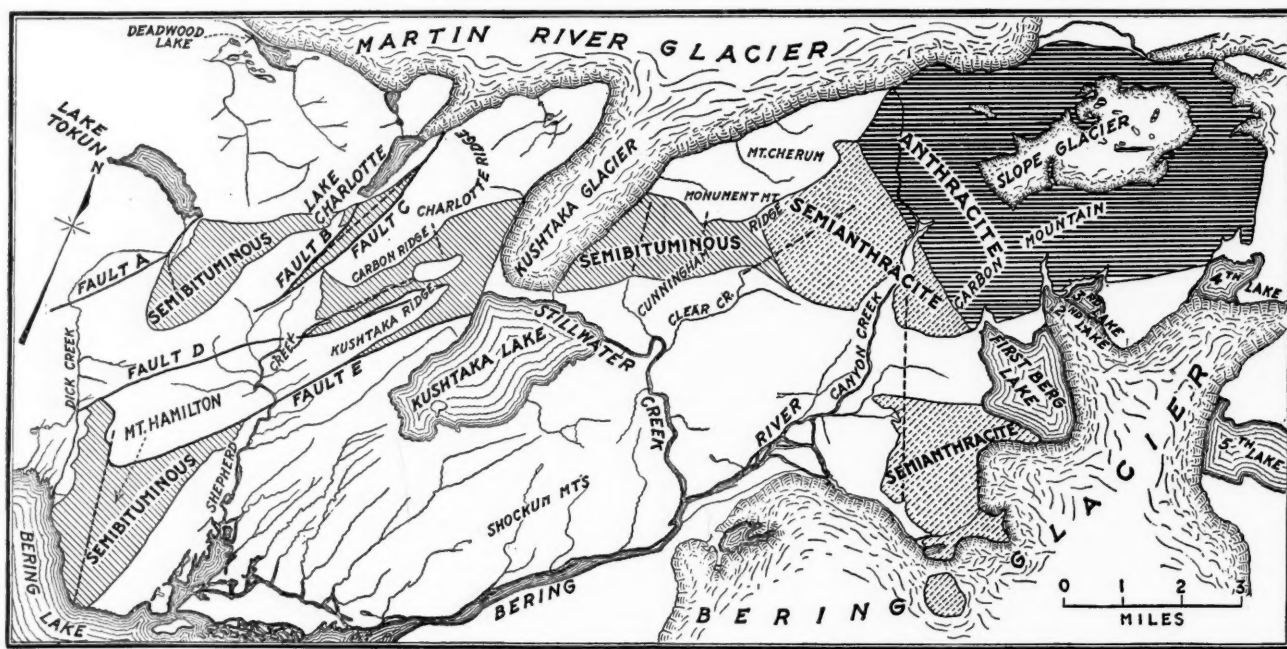 DEADWOOD
LAKE
MARTIN RIVER GLACIER
LAKE
TOKUN
N
LAKE
CHARLOTTE
FAULT A
SEMIBITUMINOUS
FAULT B
FAULT C
CHARLOTTE RIDGE
CARBON RIDGE
KUSHTAKA GLACIER
MT. CHERUM
MONUMENT MT.
SEMIBITUMINOUS
CUNNINGHAM RIDGE
SEMIANTHRACITE
ANTHRACITE
SLOPE GLACIER
CARBON MOUNTAIN
4TH
LAKE
3RD LAKE
2ND LAKE
FIRST BERG
LAKE
5TH
LAKE
DICK CREEK
FAULT D
KUSHTAKA RIDGE
FAULT E
MT. HAMILTON
SHEPHERD CREEK
KUSHTAKA LAKE
STILLWATER CREEK
CLEAR CR.
CANYON CREEK
SEMIBITUMINOUS
SHOCKUM MT'S
BERING RIVER
SEMIANTHRACITE
BERING LAKE
BERING GLACIER
0 1 2 3
MILES